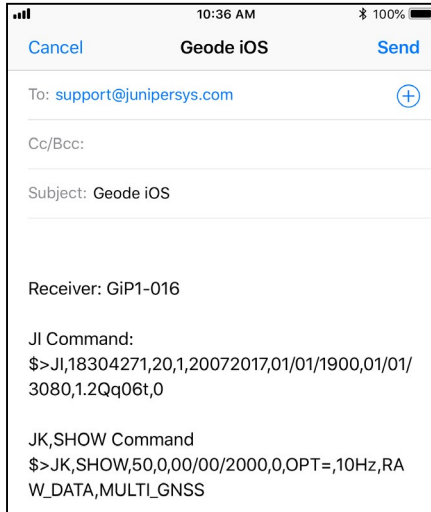 10:36 AM
100%
Cancel
Geode iOS
Send
To: support@junipersys.com
Cc/Bcc:
Subject: Geode iOS
Receiver: GiP1-016
JI Command:
$>JI,18304271,20,1,20072017,01/01/1900,01/01/
3080,1.2Qq06t,0
JK,SHOW Command
$>JK,SHOW,50,0,00/00/2000,0,OPT=,10Hz,RA
W_DATA,MULTI_GNSS